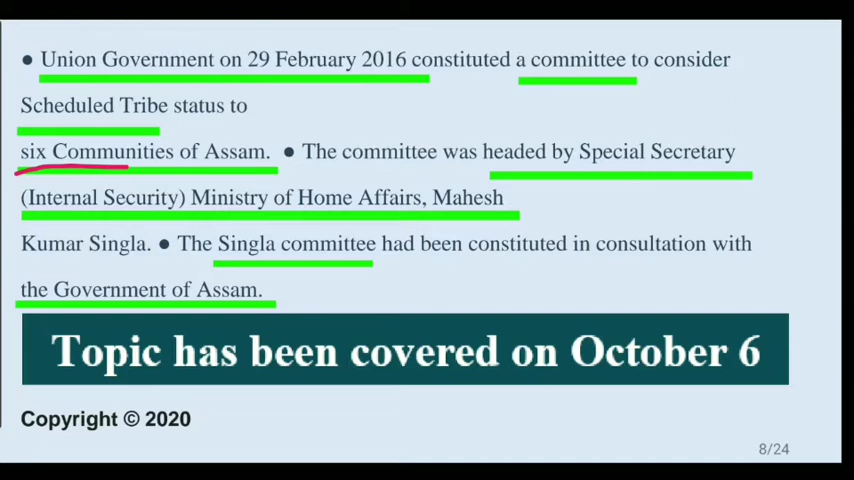 ● Union Government on 29 February 2016 constituted a committee to consider
Scheduled Tribe status to
six Communities of Assam. ● The committee was headed by Special Secretary
(Internal Security) Ministry of Home Affairs, Mahesh
Kumar Singla. ● The Singla committee had been constituted in consultation with
the Government of Assam.
Topic has been covered on October 6
Copyright © 2020
8/24